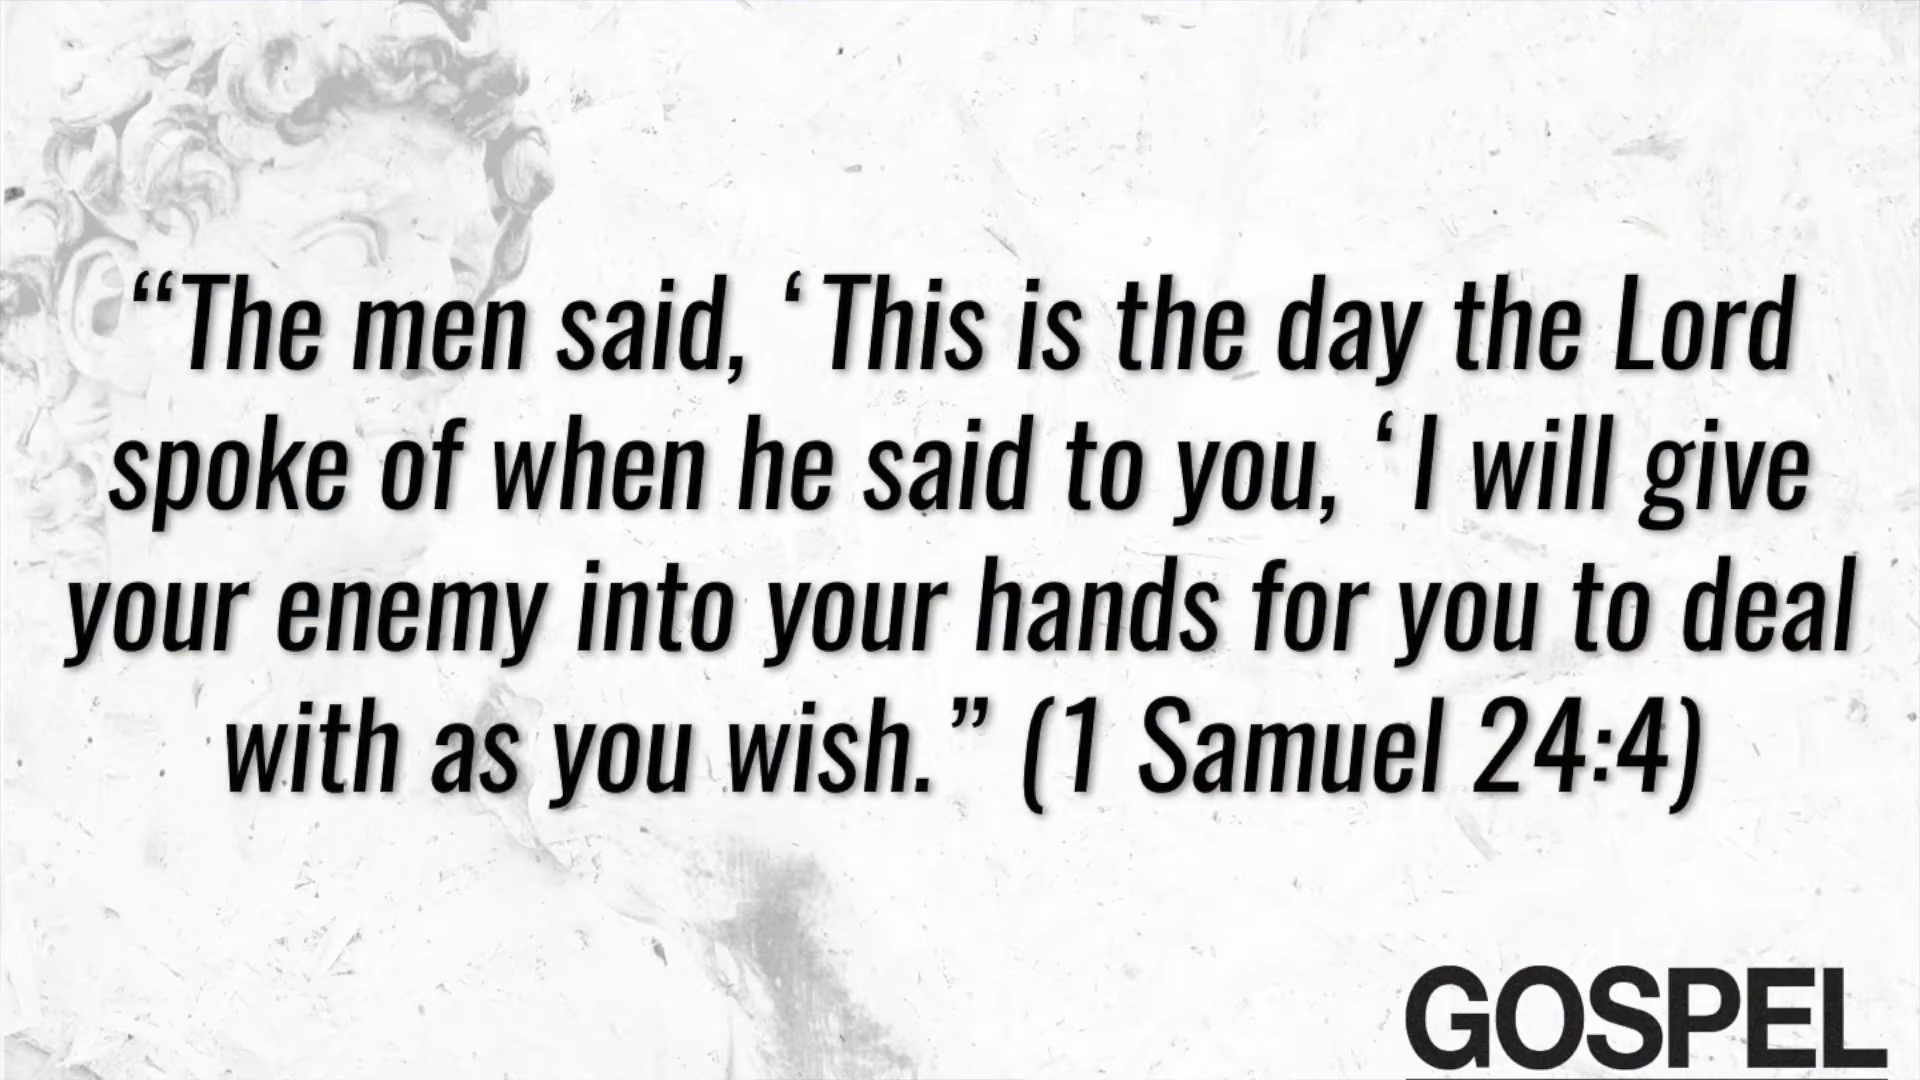 “The men said, ‘This is the day the Lord
spoke of when he said to you, ‘I will give
your enemy into your hands for you to deal
with as you wish.” (1 Samuel 24:4)
GOSPEL